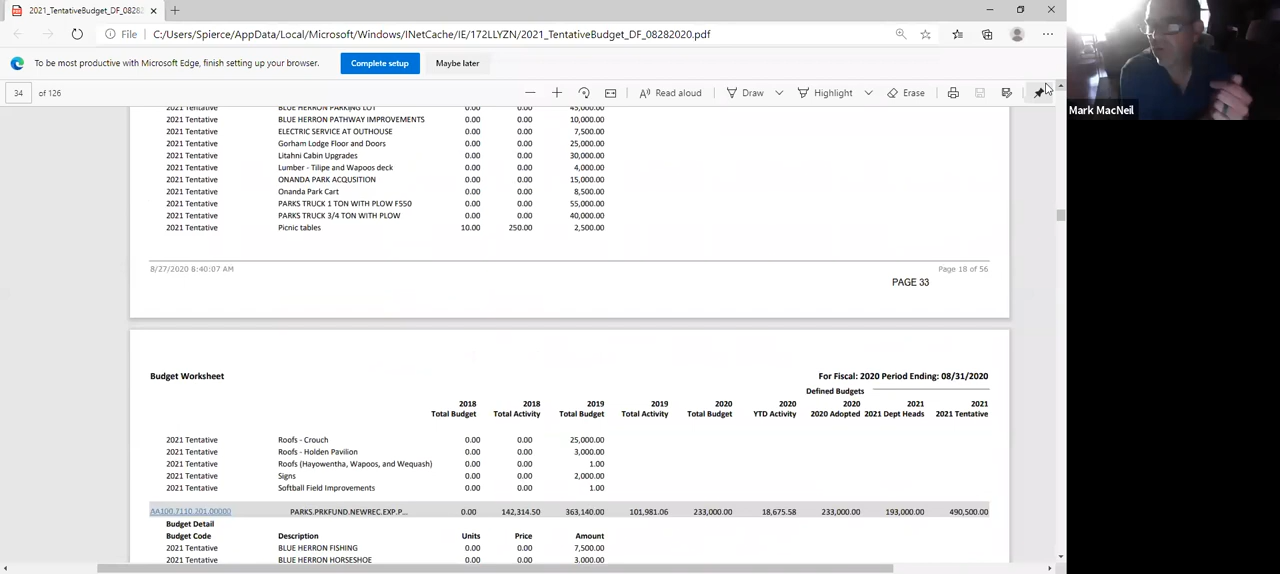 2021_TentativeBudget_DF_08282
File C:/Users/Spierce/AppData/Local/Microsoft/Windows/INetCache/IE/172LLYZN/2021_TentativeBudget_DF_08282020.pdf
To be most productive with Microsoft Edge, finish setting up your browser. Complete setup Maybe later
34 of 126 Read aloud Draw Highlight Erase
Mark MacNeil
2021 Tentative BLUE HERRON PARKING LOT 0.00 0.00 45,000.00
2021 Tentative BLUE HERRON PATHWAY IMPROVEMENTS 0.00 0.00 10,000.00
2021 Tentative ELECTRIC SERVICE AT OUTHOUSE 0.00 0.00 7,500.00
2021 Tentative Gorham Lodge Floor and Doors 0.00 0.00 25,000.00
2021 Tentative Litahni Cabin Upgrades 0.00 0.00 30,000.00
2021 Tentative Lumber - Tilipe and Wapoos deck 0.00 0.00 4,000.00
2021 Tentative ONANDA PARK ACQUSITION 0.00 0.00 15,000.00
2021 Tentative Onanda Park Cart 0.00 0.00 8,500.00
2021 Tentative PARKS TRUCK 1 TON WITH PLOW F550 0.00 0.00 55,000.00
2021 Tentative PARKS TRUCK 3/4 TON WITH PLOW 0.00 0.00 40,000.00
2021 Tentative Picnic tables 10.00 250.00 2,500.00
8/27/2020 8:40:07 AM Page 18 of 56
PAGE 33
Budget Worksheet For Fiscal: 2020 Period Ending: 08/31/2020
Defined Budgets
2018 2018 2019 2019 2020 2020 2020 2021 2021
Total Budget Total Activity Total Budget Total Activity Total Budget YTD Activity 2020 Adopted 2021 Dept Heads 2021 Tentative
2021 Tentative Roofs - Crouch 0.00 0.00 25,000.00
2021 Tentative Roofs - Holden Pavilion 0.00 0.00 3,000.00
2021 Tentative Roofs (Hayowentha, Wapoos, and Wequash) 0.00 0.00 1.00
2021 Tentative Signs 0.00 0.00 2,000.00
2021 Tentative Softball Field Improvements 0.00 0.00 1.00
AA100.7110.201.00000 PARKS.PRKFUND.NEWREC.EXP.P... 0.00 142,314.50 363,140.00 101,981.06 233,000.00 18,675.58 233,000.00 193,000.00 490,500.00
Budget Detail
Budget Code Description Units Price Amount
2021 Tentative BLUE HERRON FISHING 0.00 0.00 7,500.00
2021 Tentative BLUE HERRON HORSESHOE 0.00 0.00 3,000.00